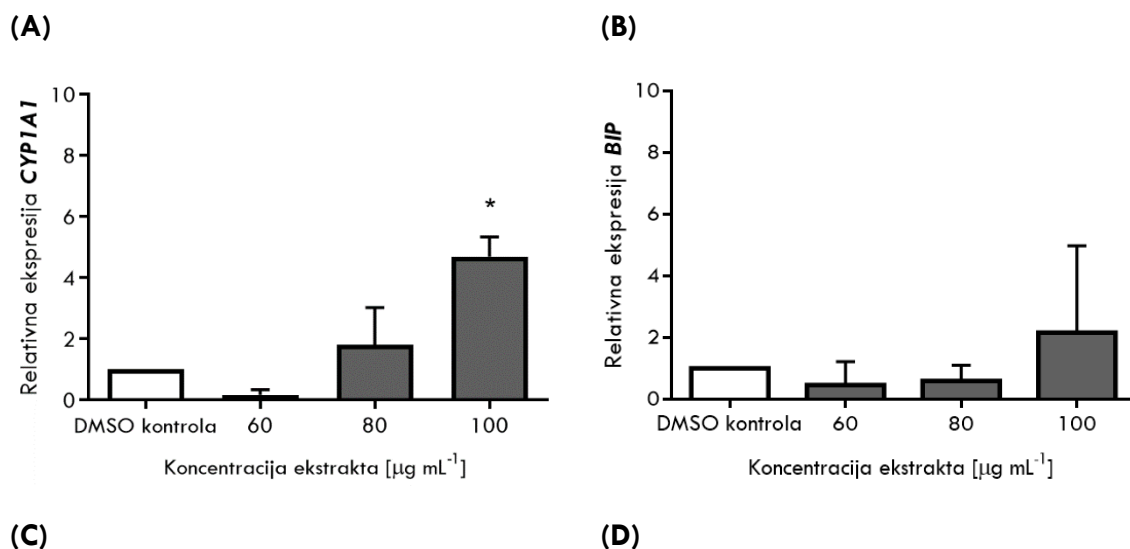 (A)
(B)
Relativna ekspresija CYP1A1
10
8
6
4
2
0
*
DMSO kontrola 60 80 100
Koncentracija ekstrakta [µg mL⁻¹]
Relativna ekspresija BIP
10
8
6
4
2
0
DMSO kontrola 60 80 100
Koncentracija ekstrakta [µg mL⁻¹]
(C)
(D)